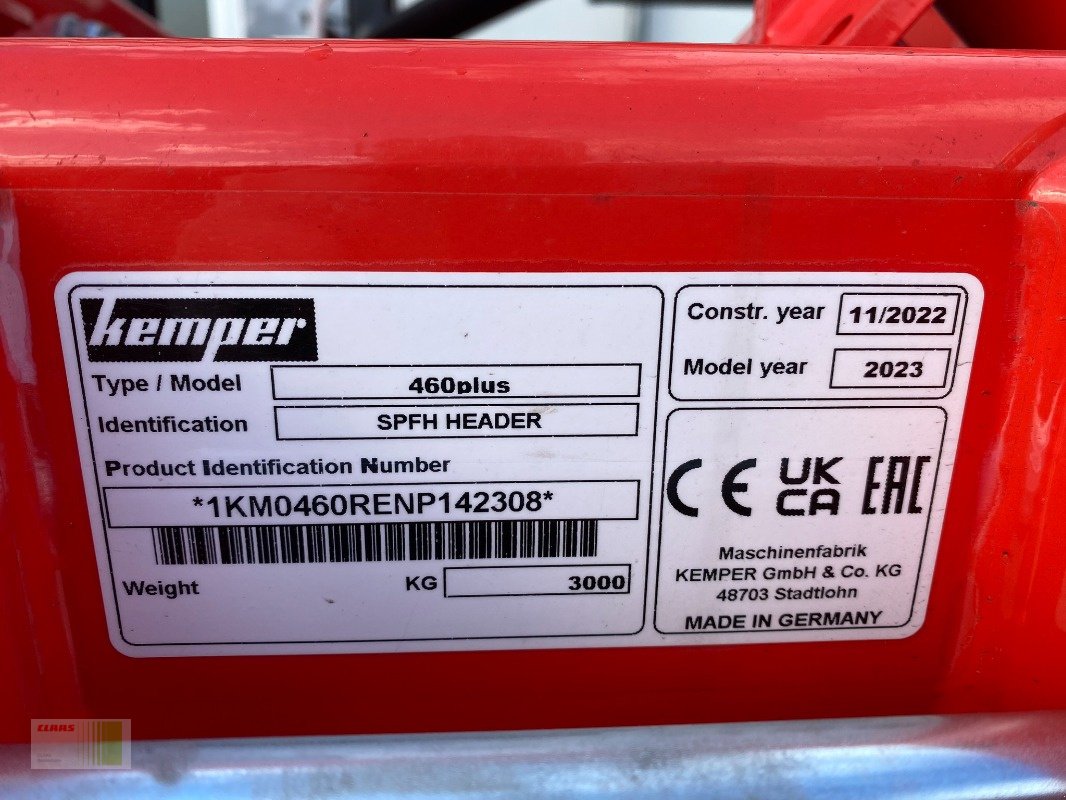 kemper
Type / Model 460plus
Identification SPFH HEADER
Product Identification Number
*1KM0460RENP142308*
Weight KG 3000
Constr. year 11/2022
Model year 2023
CE UK CA EAC
Maschinenfabrik
KEMPER GmbH & Co. KG
48703 Stadtlohn
MADE IN GERMANY
CLAAS